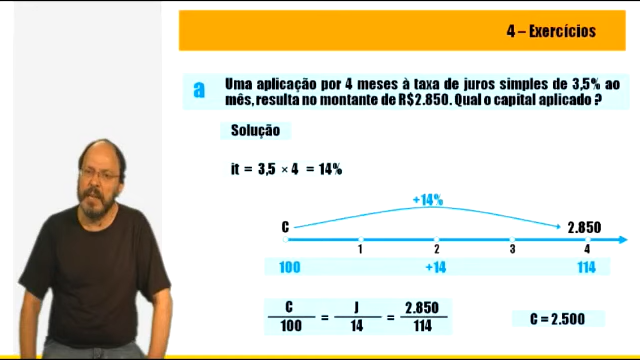 4 – Exercícios
a
Uma aplicação por 4 meses à taxa de juros simples de 3,5% ao
mês, resulta no montante de R$2.850. Qual o capital aplicado ?
Solução
it = 3,5 × 4 = 14%
+14%
C 2.850
1 2 3 4
100 +14 114
C/100 = J/14 = 2.850/114
C = 2.500